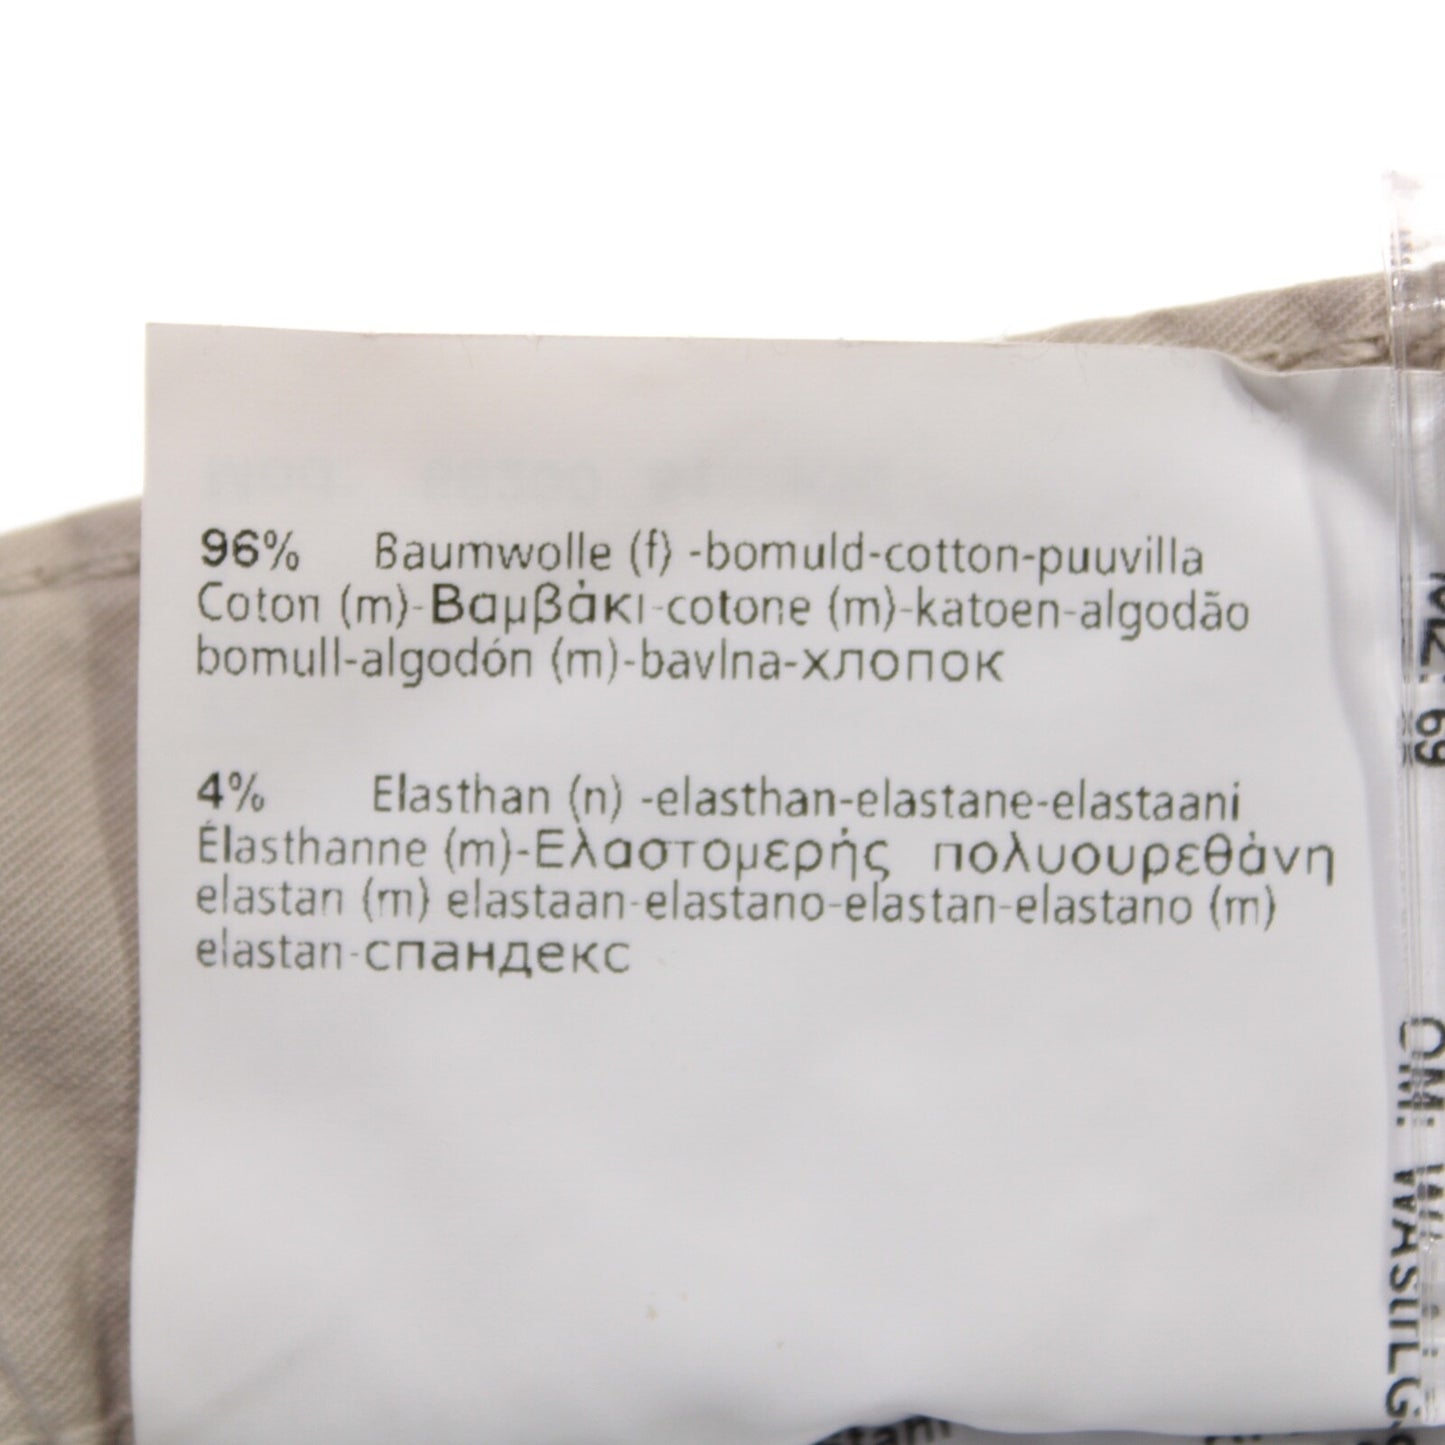 96% Baumwolle (f) -bomuld-cotton-puuvilla
Coton (m)-Βαμβάκι-cotone (m)-katoen-algodão
bomull-algodón (m)-bavlna-хлопок
4% Elasthan (n) -elasthan-elastane-elastaani
Élasthanne (m)-Ελαστομερής πολυουρεθάνη
elastan (m) elastaan-elastano-elastan-elastano (m)
elastan-спандекс